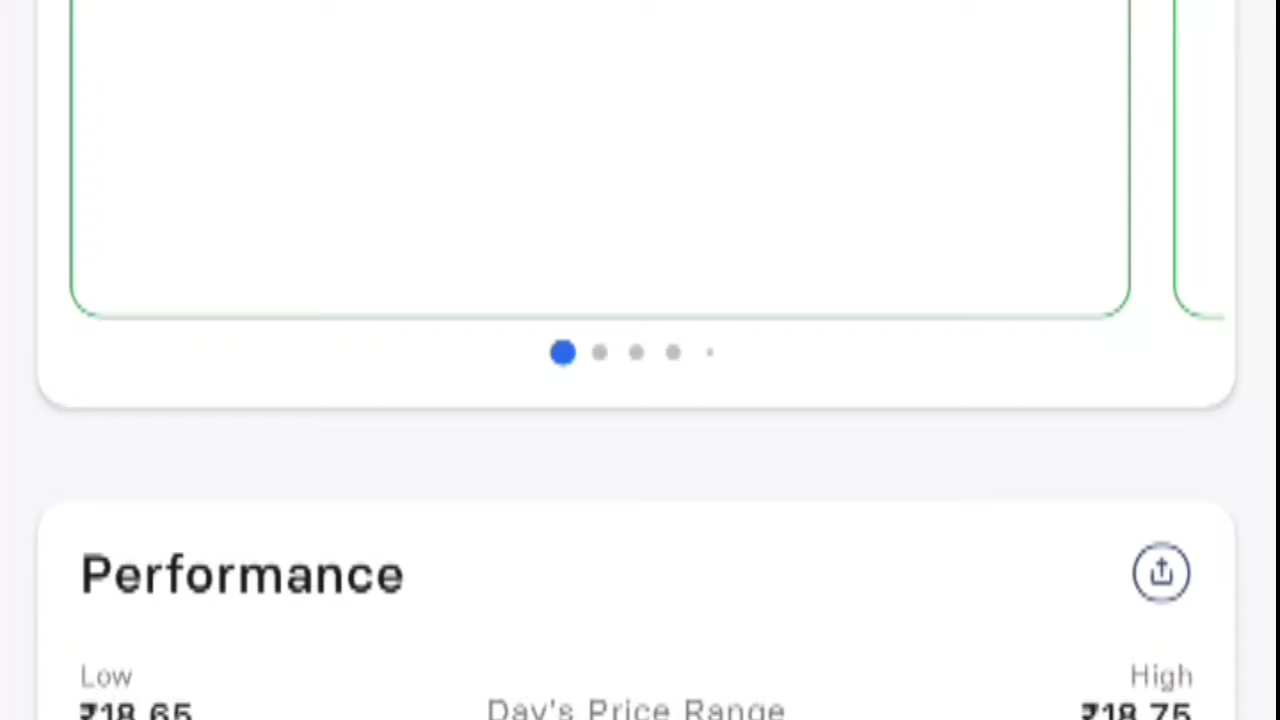 Performance
Low
High
₹18.65
Day's Price Range
₹18.75